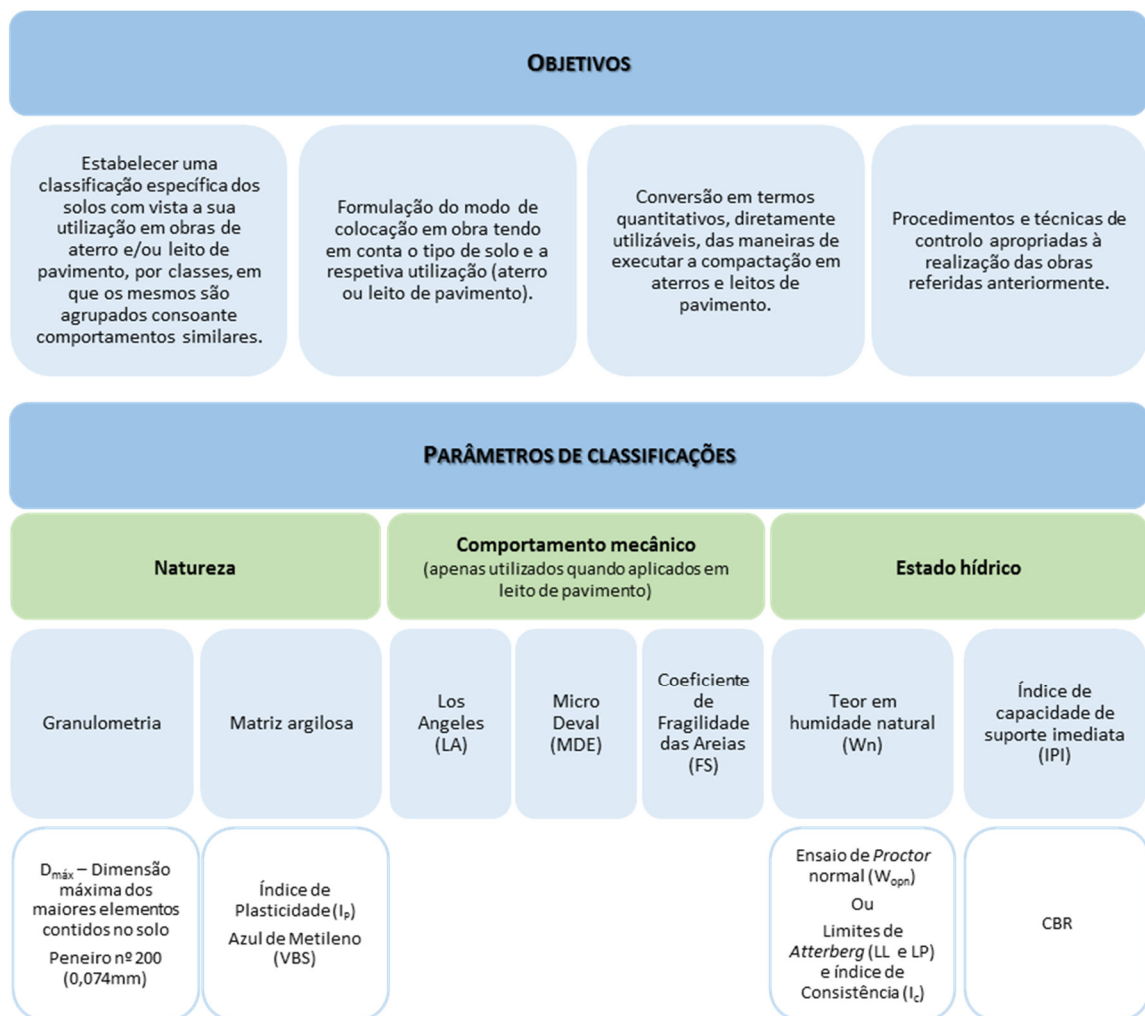 OBJETIVOS
Estabelecer uma
classificação específica dos
solos com vista a sua
utilização em obras de
aterro e/ou leito de
pavimento, por classes, em
que os mesmos são
agrupados consoante
comportamentos similares.
Formulação do modo de
colocação em obra tendo
em conta o tipo de solo e a
respetiva utilização (aterro
ou leito de pavimento).
Conversão em termos
quantitativos, diretamente
utilizáveis, das maneiras de
executar a compactação em
aterros e leitos de
pavimento.
Procedimentos e técnicas de
controlo apropriadas à
realização das obras
referidas anteriormente.
PARÂMETROS DE CLASSIFICAÇÕES
Natureza
Comportamento mecânico
(apenas utilizados quando aplicados em
leito de pavimento)
Estado hídrico
Granulometria
Matriz argilosa
Los
Angeles
(LA)
Micro
Deval
(MDE)
Coeficiente
de
Fragilidade
das Areias
(FS)
Teor em
humidade natural
(Wn)
Índice de
capacidade de
suporte imediata
(IPI)
Dmáx – Dimensão
máxima dos
maiores elementos
contidos no solo
Peneiro nº 200
(0,074mm)
Índice de
Plasticidade (Ip)
Azul de Metileno
(VBS)
Ensaio de Proctor
normal (Wopn)
Ou
Limites de
Atterberg (LL e LP)
e índice de
Consistência (Ic)
CBR